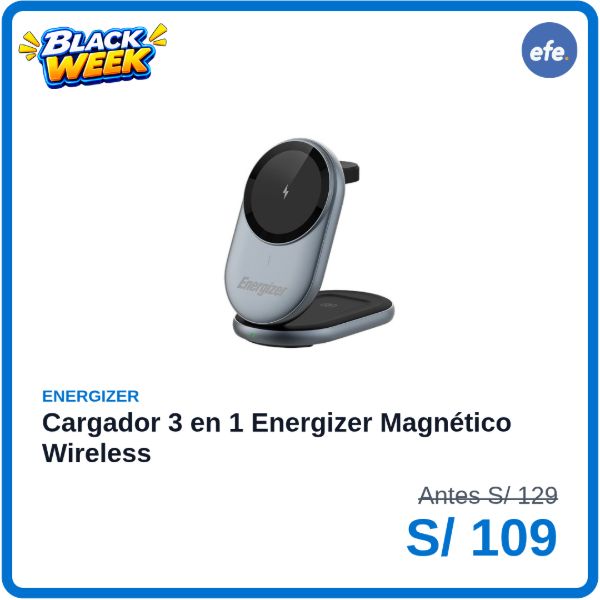 BLACK
WEEK
efe.
Energizer
ENERGIZER
Cargador 3 en 1 Energizer Magnético
Wireless
Antes S/ 129
S/ 109